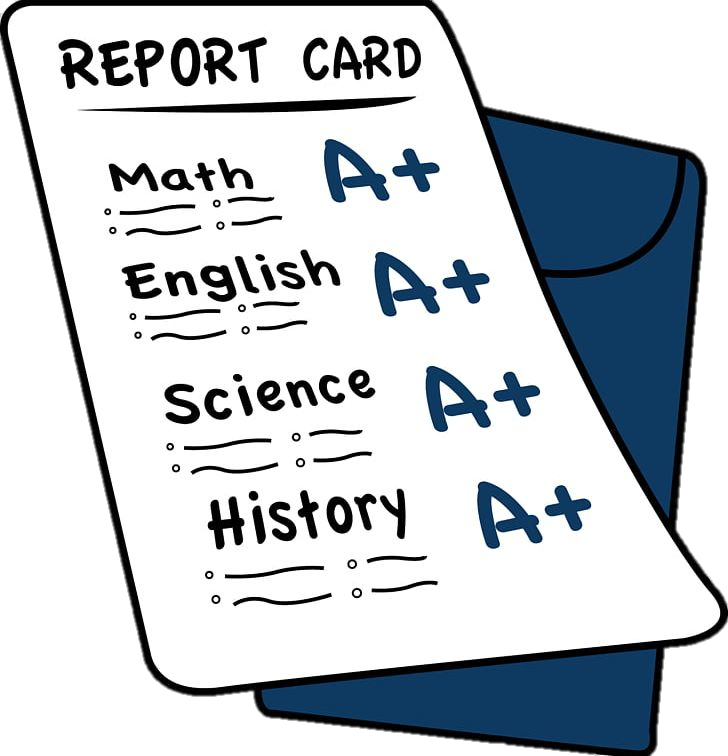 REPORT CARD
Math A+
English A+
Science A+
History A+